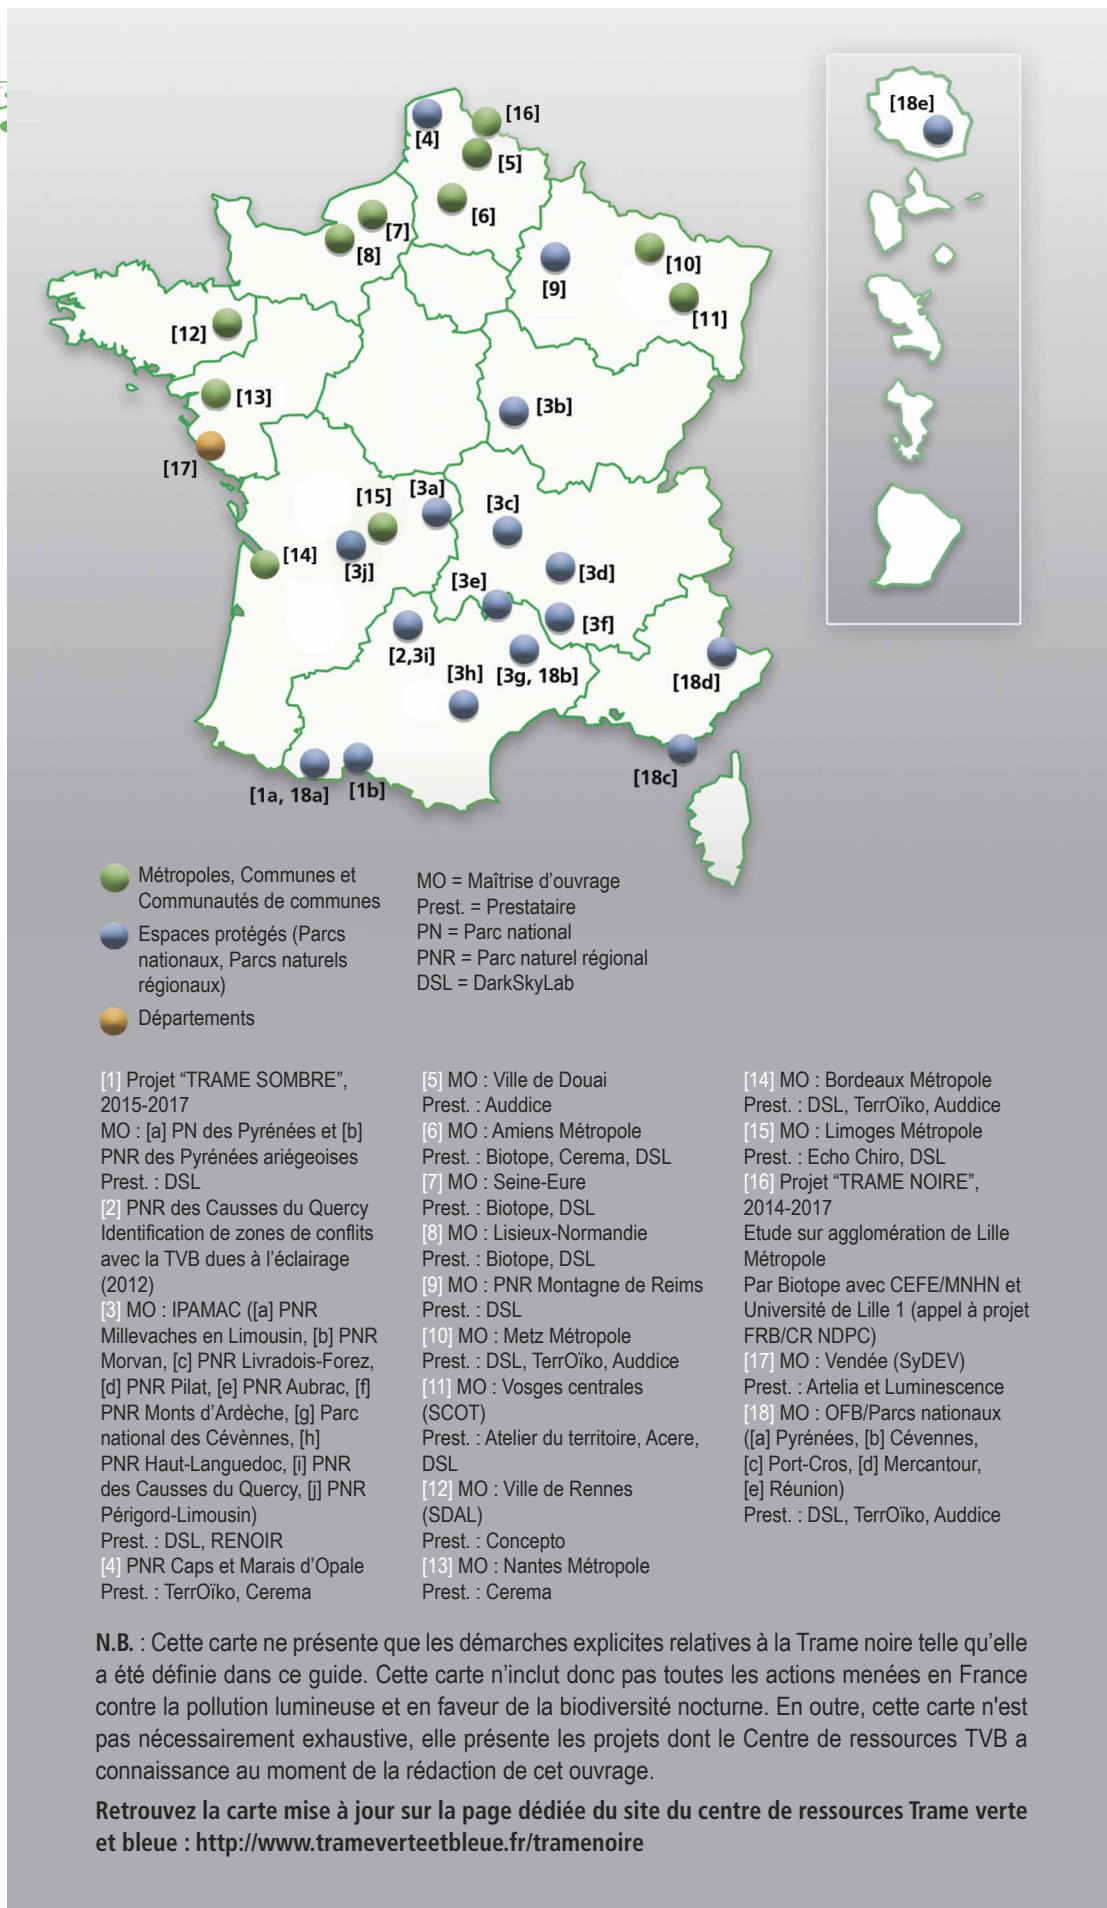 [18e]
[16]
[4]
[5]
[6]
[7]
[8]
[10]
[9]
[11]
[12]
[13]
[3b]
[17]
[3a]
[15]
[3c]
[14]
[3j]
[3d]
[3e]
[3f]
[2,3i]
[3h]
[3g, 18b]
[18d]
[18c]
[1a, 18a]
[1b]
Métropoles, Communes et
Communautés de communes
Espaces protégés (Parcs
nationaux, Parcs naturels
régionaux)
Départements
MO = Maîtrise d'ouvrage
Prest. = Prestataire
PN = Parc national
PNR = Parc naturel régional
DSL = DarkSkyLab
[1] Projet “TRAME SOMBRE”,
2015-2017
MO : [a] PN des Pyrénées et [b]
PNR des Pyrénées ariégeoises
Prest. : DSL
[2] PNR des Causses du Quercy
Identification de zones de conflits
avec la TVB dues à l'éclairage
(2012)
[3] MO : IPAMAC ([a] PNR
Millevaches en Limousin, [b] PNR
Morvan, [c] PNR Livradois-Forez,
[d] PNR Pilat, [e] PNR Aubrac, [f]
PNR Monts d'Ardèche, [g] Parc
national des Cévènnes, [h]
PNR Haut-Languedoc, [i] PNR
des Causses du Quercy, [j] PNR
Périgord-Limousin)
Prest. : DSL, RENOIR
[4] PNR Caps et Marais d'Opale
Prest. : TerrOïko, Cerema
[5] MO : Ville de Douai
Prest. : Auddice
[6] MO : Amiens Métropole
Prest. : Biotope, Cerema, DSL
[7] MO : Seine-Eure
Prest. : Biotope, DSL
[8] MO : Lisieux-Normandie
Prest. : Biotope, DSL
[9] MO : PNR Montagne de Reims
Prest. : DSL
[10] MO : Metz Métropole
Prest. : DSL, TerrOïko, Auddice
[11] MO : Vosges centrales
(SCOT)
Prest. : Atelier du territoire, Acere,
DSL
[12] MO : Ville de Rennes
(SDAL)
Prest. : Concepto
[13] MO : Nantes Métropole
Prest. : Cerema
[14] MO : Bordeaux Métropole
Prest. : DSL, TerrOïko, Auddice
[15] MO : Limoges Métropole
Prest. : Echo Chiro, DSL
[16] Projet “TRAME NOIRE”,
2014-2017
Etude sur agglomération de Lille
Métropole
Par Biotope avec CEFE/MNHN et
Université de Lille 1 (appel à projet
FRB/CR NDPC)
[17] MO : Vendée (SyDEV)
Prest. : Artelia et Luminescence
[18] MO : OFB/Parcs nationaux
([a] Pyrénées, [b] Cévennes,
[c] Port-Cros, [d] Mercantour,
[e] Réunion)
Prest. : DSL, TerrOïko, Auddice
N.B. : Cette carte ne présente que les démarches explicites relatives à la Trame noire telle qu'elle
a été définie dans ce guide. Cette carte n'inclut donc pas toutes les actions menées en France
contre la pollution lumineuse et en faveur de la biodiversité nocturne. En outre, cette carte n'est
pas nécessairement exhaustive, elle présente les projets dont le Centre de ressources TVB a
connaissance au moment de la rédaction de cet ouvrage.
Retrouvez la carte mise à jour sur la page dédiée du site du centre de ressources Trame verte
et bleue : http://www.trameverteetbleue.fr/tramenoire